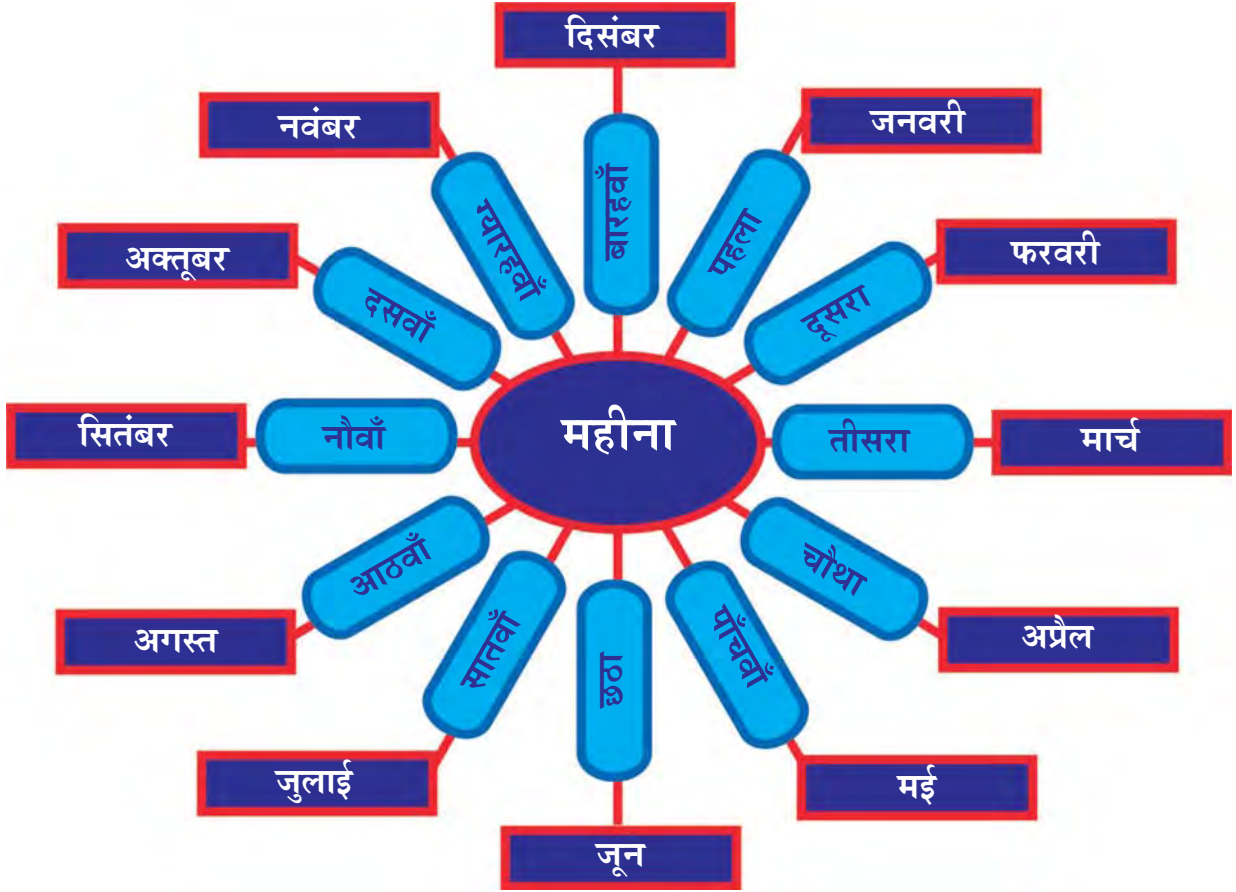 महीना
पहला
जनवरी
दूसरा
फरवरी
तीसरा
मार्च
चौथा
अप्रैल
पाँचवाँ
मई
छठा
जून
सातवाँ
जुलाई
आठवाँ
अगस्त
नौवाँ
सितंबर
दसवाँ
अक्तूबर
ग्यारहवाँ
नवंबर
बारहवाँ
दिसंबर